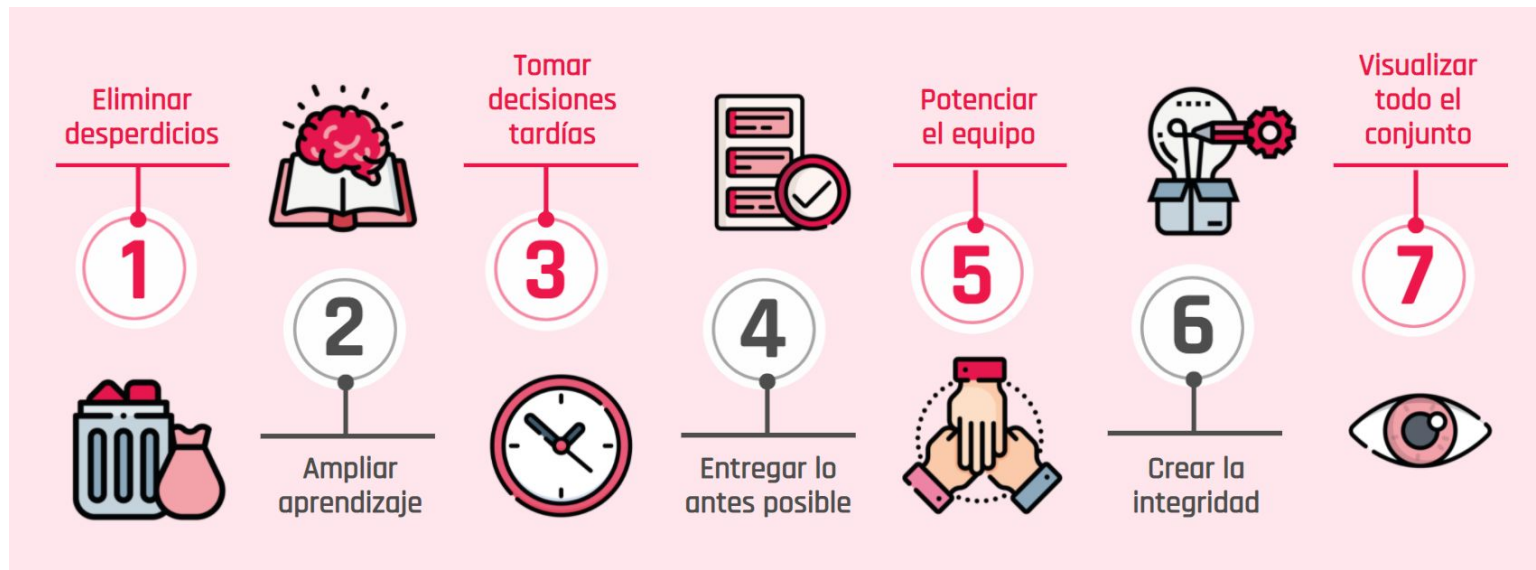 Eliminar
desperdicios
1
2
Ampliar
aprendizaje
Tomar
decisiones
tardías
3
4
Entregar lo
antes posible
Potenciar
el equipo
5
6
Crear la
integridad
Visualizar
todo el
conjunto
7